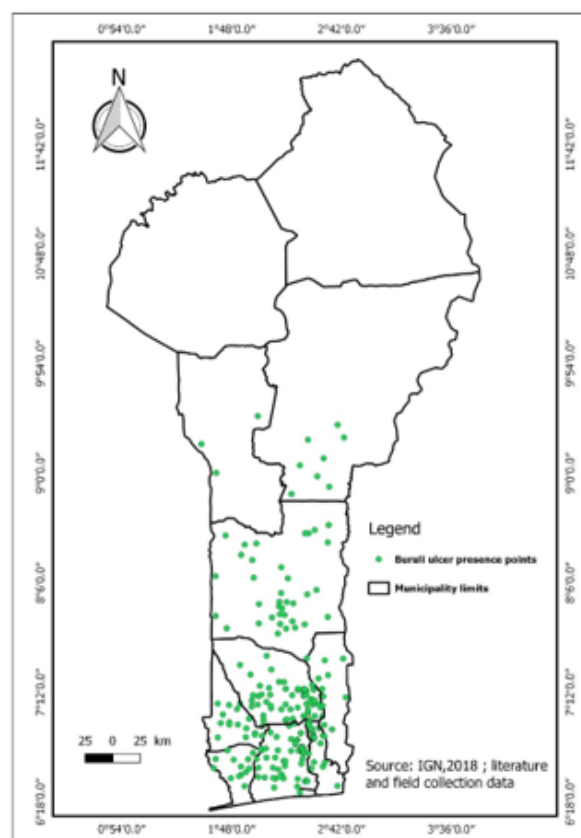 0°54'0.0" 1°48'0.0" 2°42'0.0" 3°36'0.0"
N
11°42'0.0"
11°42'0.0"
10°48'0.0"
10°48'0.0"
9°54'0.0"
9°54'0.0"
9°0'0.0"
9°0'0.0"
Legend
Buruli ulcer presence points
Municipality limits
8°6'0.0"
8°6'0.0"
7°12'0.0"
7°12'0.0"
25 0 25 km
Source: IGN,2018 ; literature
and field collection data
6°18'0.0"
6°18'0.0"
0°54'0.0" 1°48'0.0" 2°42'0.0" 3°36'0.0"